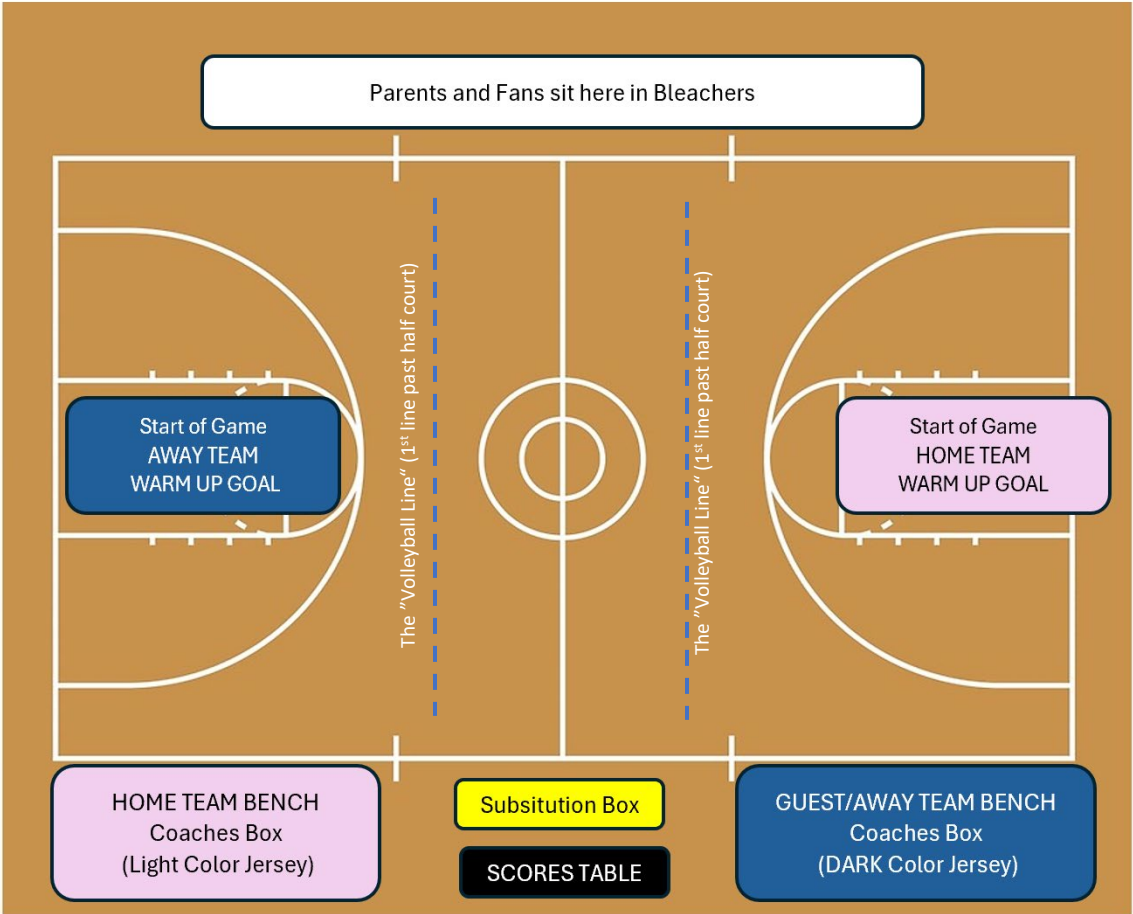 Parents and Fans sit here in Bleachers
The ”Volleyball Line“ (1st line past half court)
The ”Volleyball Line“ (1st line past half court)
Start of Game
AWAY TEAM
WARM UP GOAL
Start of Game
HOME TEAM
WARM UP GOAL
HOME TEAM BENCH
Coaches Box
(Light Color Jersey)
Subsitution Box
SCORES TABLE
GUEST/AWAY TEAM BENCH
Coaches Box
(DARK Color Jersey)